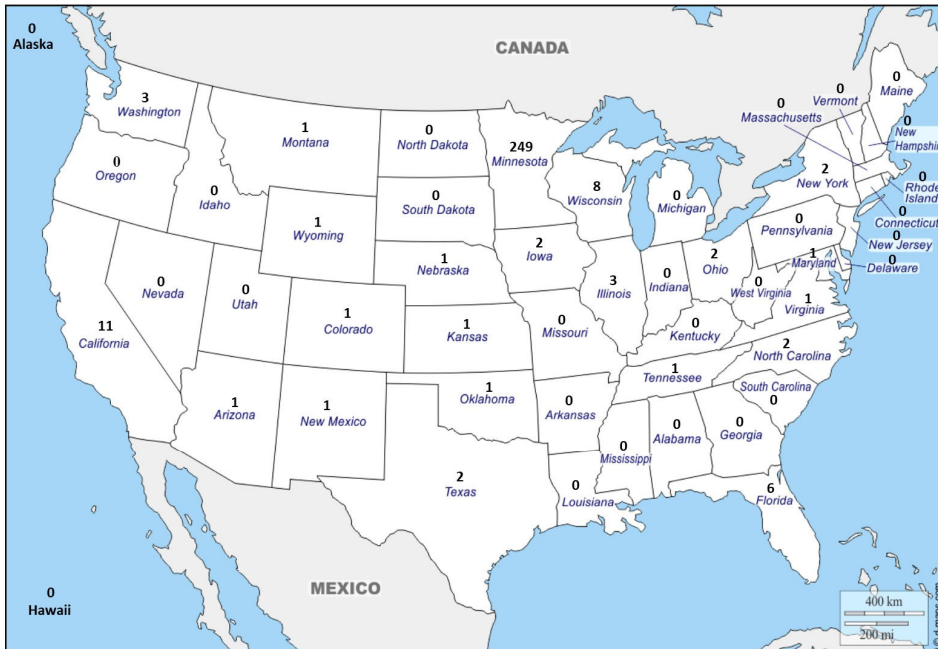 0
Alaska
CANADA
0
Maine
0
Vermont
0
Massachusetts
0
New
Hampshire
3
Washington
1
Montana
0
North Dakota
249
Minnesota
0
Oregon
0
Idaho
8
Wisconsin
0
Michigan
2
New York
0
Rhode
Island
0
South Dakota
1
Wyoming
0
Connecticut
0
Pennsylvania
0
New Jersey
2
Iowa
1
Nebraska
2
Ohio
1
Maryland
0
Delaware
0
Nevada
0
Utah
3
Illinois
0
Indiana
0
West Virginia
1
Virginia
11
California
1
Colorado
1
Kansas
0
Missouri
0
Kentucky
2
North Carolina
1
Tennessee
1
Arizona
1
New Mexico
1
Oklahoma
0
Arkansas
South Carolina
0
0
Mississippi
0
Alabama
0
Georgia
2
Texas
0
Louisiana
6
Florida
MEXICO
0
Hawaii
400 km
200 mi
© d-maps.com